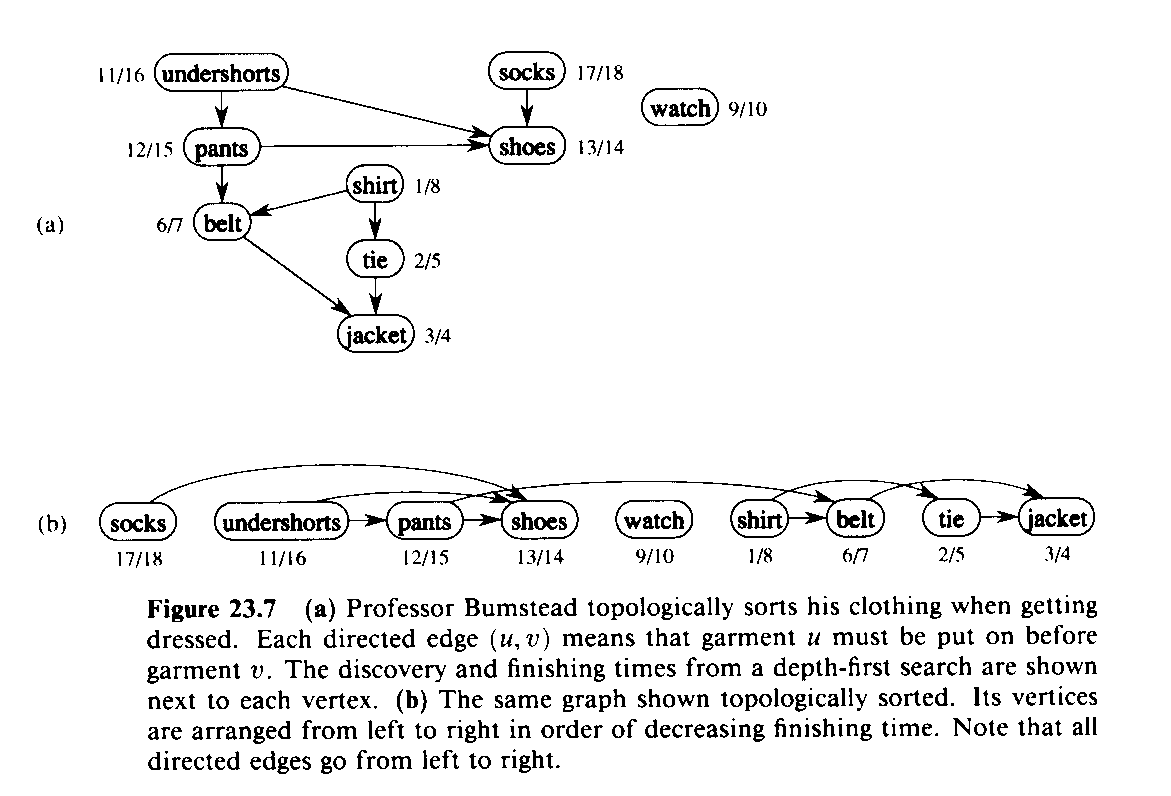 11/16 undershorts socks 17/18
watch 9/10
12/15 pants shoes 13/14
shirt 1/8
(a) 6/7 belt
tie 2/5
jacket 3/4
(b) socks undershorts pants shoes watch shirt belt tie jacket
17/18 11/16 12/15 13/14 9/10 1/8 6/7 2/5 3/4
Figure 23.7 (a) Professor Bumstead topologically sorts his clothing when getting
dressed. Each directed edge (u, v) means that garment u must be put on before
garment v. The discovery and finishing times from a depth-first search are shown
next to each vertex. (b) The same graph shown topologically sorted. Its vertices
are arranged from left to right in order of decreasing finishing time. Note that all
directed edges go from left to right.